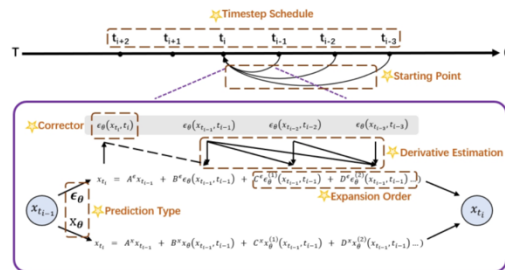 Timestep Schedule
T t_{i+2} t_{i+1} t_i t_{i-1} t_{i-2} t_{i-3}
Starting Point
Corrector ϵ_θ(x_{t_i}, t_i) ϵ_θ(x_{t_{i-1}}, t_{i-1}) ϵ_θ(x_{t_{i-2}}, t_{i-2}) ϵ_θ(x_{t_{i-3}}, t_{i-3})
Derivative Estimation
x_{t_i} = A^ϵ x_{t_{i-1}} + B^ϵ ϵ_θ(x_{t_{i-1}}, t_{i-1}) + C^ϵ ϵ_θ^{(1)}(x_{t_{i-1}}, t_{i-1}) + D^ϵ ϵ_θ^{(2)}(x_{t_{i-1}}, t_{i-1}) ...)
Expansion Order
x_{t_{i-1}} ϵ_θ Prediction Type x_{t_i}
x_θ
x_{t_i} = A^x x_{t_{i-1}} + B^x x_θ(x_{t_{i-1}}, t_{i-1}) + C^x x_θ^{(1)}(x_{t_{i-1}}, t_{i-1}) + D^x x_θ^{(2)}(x_{t_{i-1}}, t_{i-1}) ...)